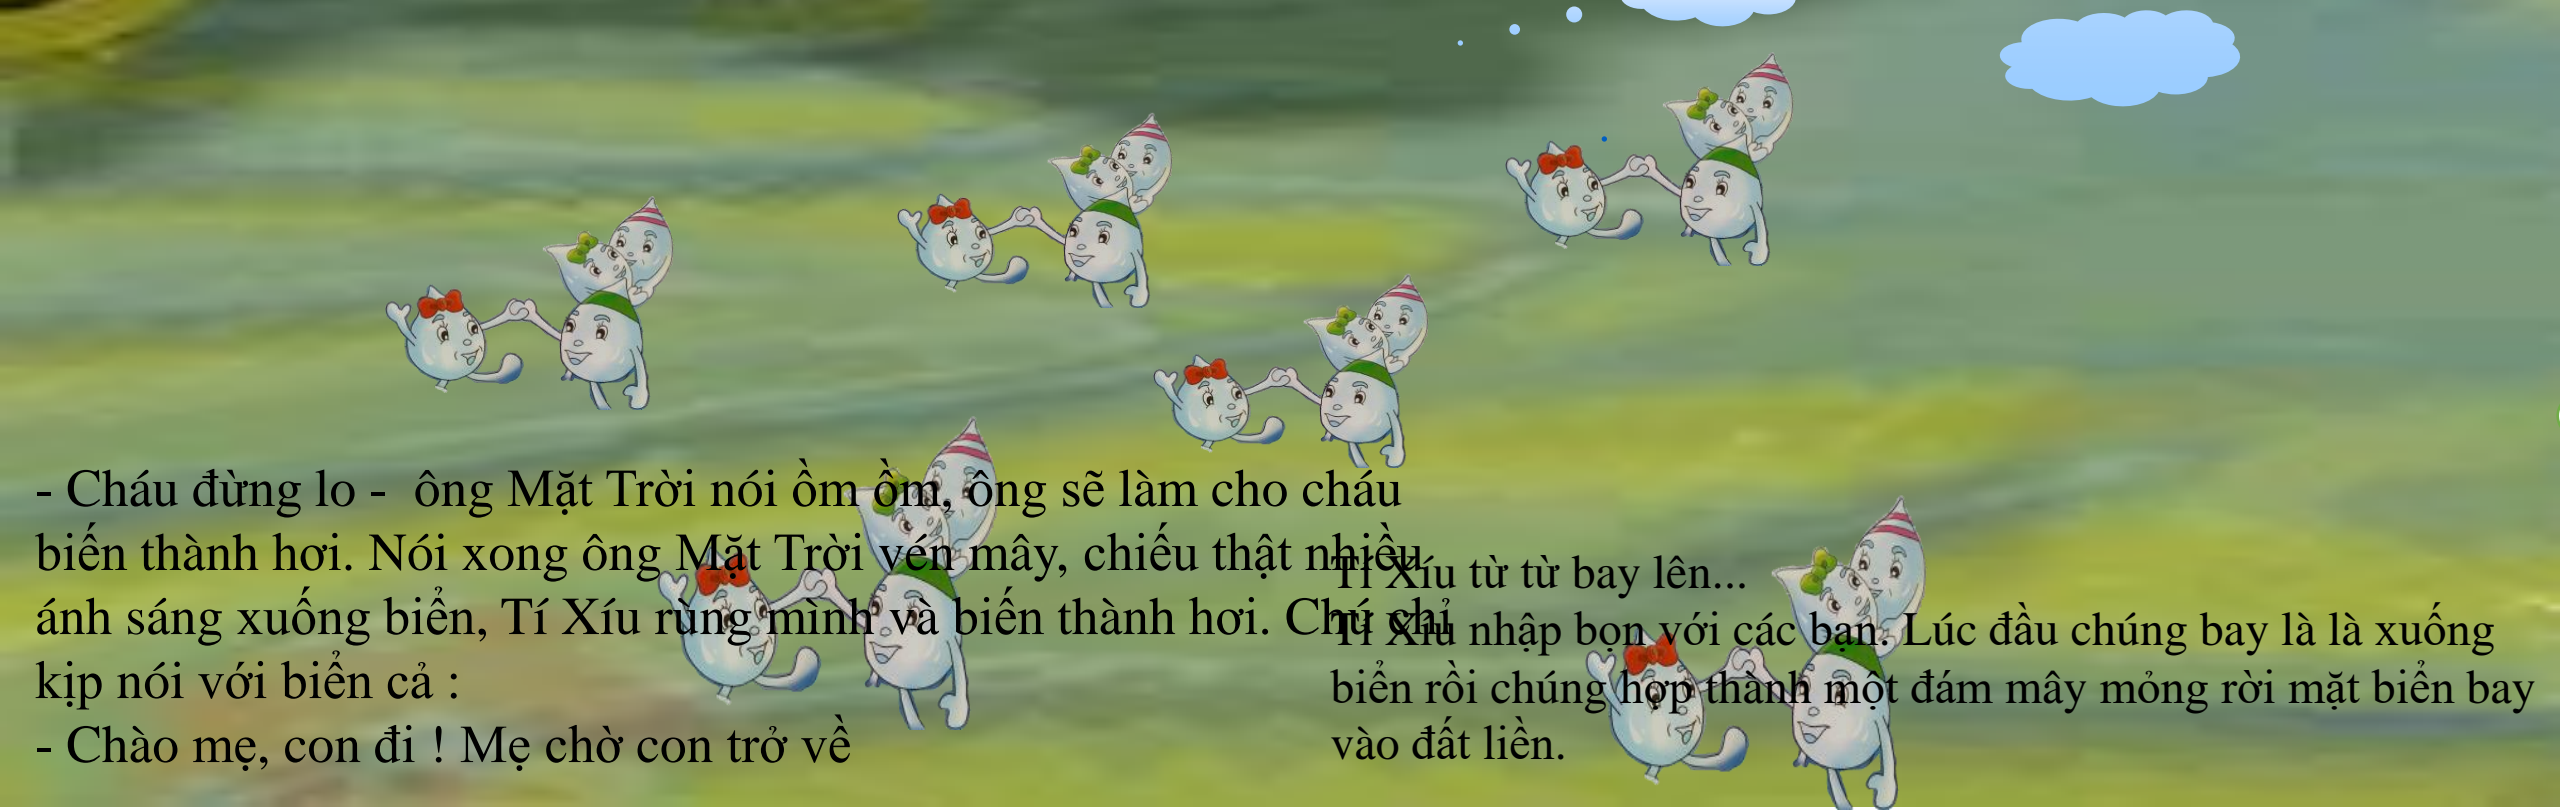 - Cháu đừng lo -  ông Mặt Trời nói ồm ồm, ông sẽ làm cho cháu
biến thành hơi. Nói xong ông Mặt Trời vén mây, chiếu thật nhiều
ánh sáng xuống biển, Tí Xíu rùng mình và biến thành hơi. Chú chỉ
kịp nói với biển cả :
- Chào mẹ, con đi ! Mẹ chờ con trở về
Tí Xíu từ từ bay lên...
Tí Xíu nhập bọn với các bạn. Lúc đầu chúng bay là là xuống
biển rồi chúng hợp thành một đám mây mỏng rời mặt biển bay
vào đất liền.